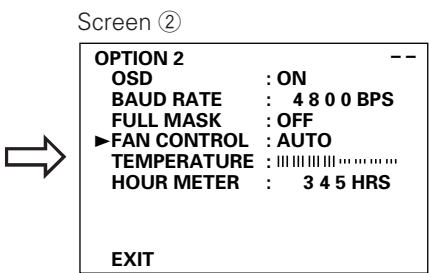 Screen ②
OPTION 2 – –
OSD : ON
BAUD RATE : 4 8 0 0 BPS
FULL MASK : OFF
►FAN CONTROL : AUTO
TEMPERATURE :
HOUR METER : 3 4 5 HRS
EXIT